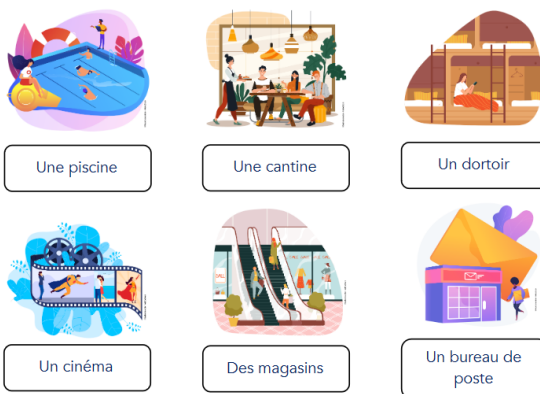 Une piscine
Une cantine
Un dortoir
Un cinéma
Des magasins
Un bureau de
poste